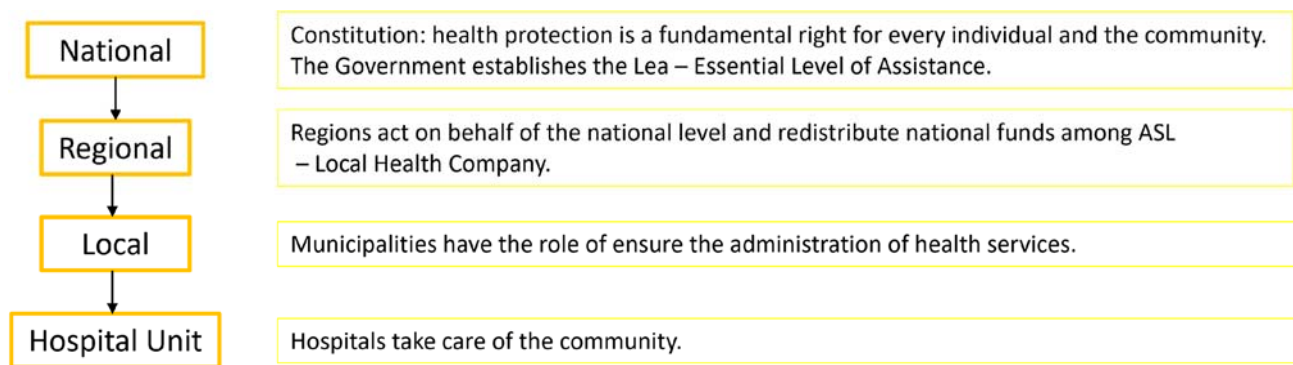 National
Constitution: health protection is a fundamental right for every individual and the community.
The Government establishes the Lea – Essential Level of Assistance.
Regional
Regions act on behalf of the national level and redistribute national funds among ASL
– Local Health Company.
Local
Municipalities have the role of ensure the administration of health services.
Hospital Unit
Hospitals take care of the community.